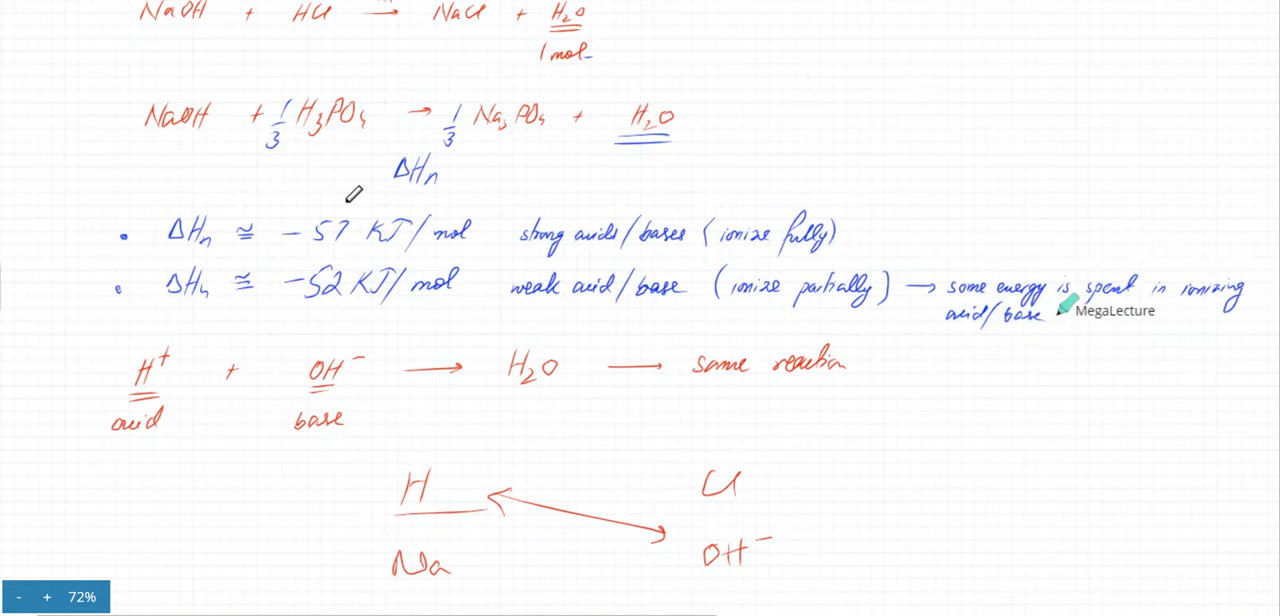 NaOH + HCl → NaCl + H₂O
1 mol
NaOH + 1/3 H₃PO₄ → 1/3 Na₃PO₄ + H₂O
ΔHn
• ΔHn ≅ -57 KJ/mol strong acids/bases (ionize fully)
• ΔHn ≅ -52 KJ/mol weak acid/base (ionize partially) → some energy is spent in ionizing
acid/base
MegaLecture
H⁺ + OH⁻ → H₂O → same reaction
acid base
H Cl
Na OH⁻
- + 72%